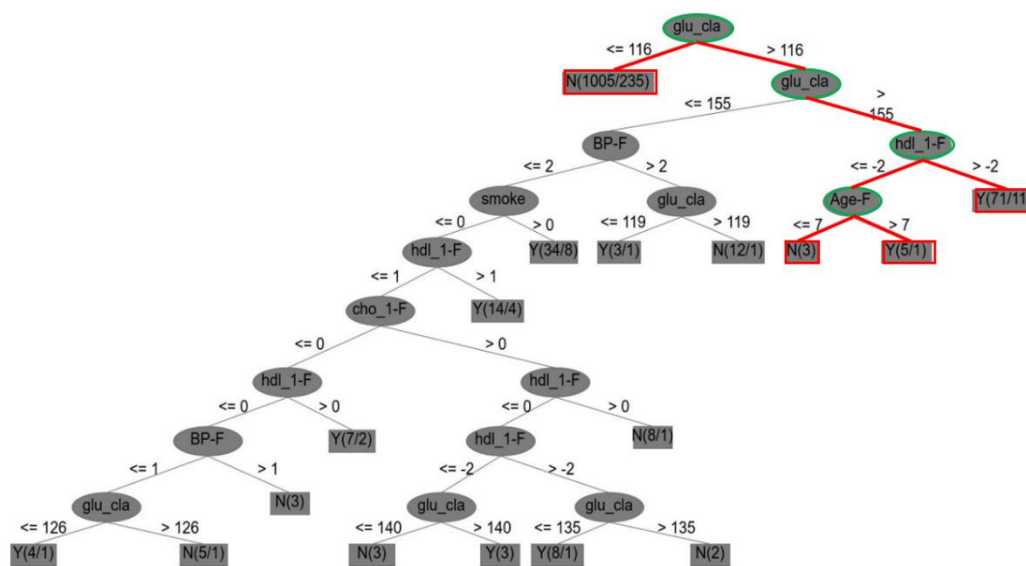 glu_cla
<= 116 > 116
N(1005/235) glu_cla
<= 155 >
155
BP-F hdl_1-F
<= 2 > 2 <= -2 > -2
smoke glu_cla Age-F Y(71/11
<= 0 > 0 <= 119 > 119 <= 7 > 7
hdl_1-F Y(34/8) Y(3/1) N(12/1) N(3) Y(5/1)
<= 1 > 1
cho_1-F Y(14/4)
<= 0 > 0
hdl_1-F hdl_1-F
<= 0 > 0 <= 0 > 0
BP-F Y(7/2) hdl_1-F N(8/1)
<= 1 > 1 <= -2 > -2
glu_cla N(3) glu_cla glu_cla
<= 126 > 126 <= 140 > 140 <= 135 > 135
Y(4/1) N(5/1) N(3) Y(3) Y(8/1) N(2)